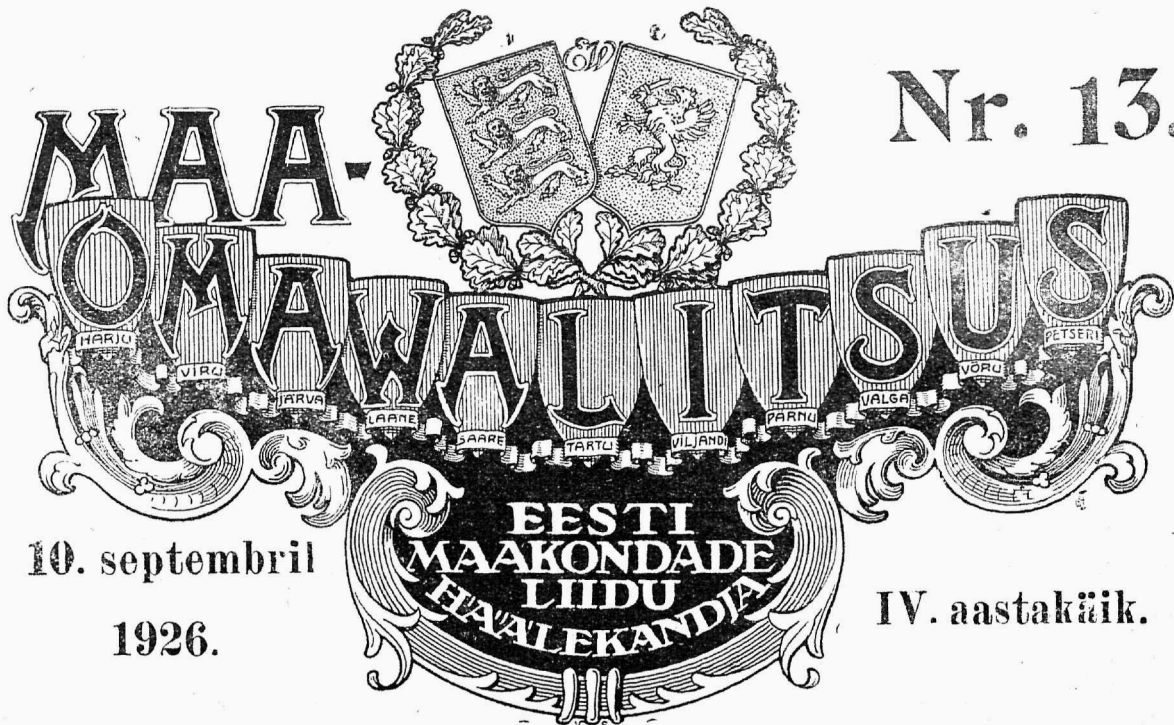 Nr. 13.
MAA-
OMAWALITSUS
HARJU
VIRU
JÄRVA
LÄÄNE
SAARE
TARTU
VILJANDI
PÄRNU
VALGA
VÕRU
PETSERI
10. septembril
1926.
EESTI
MAAKONDADE
LIIDU
HÄÄLEKANDJA
IV. aastakäik.